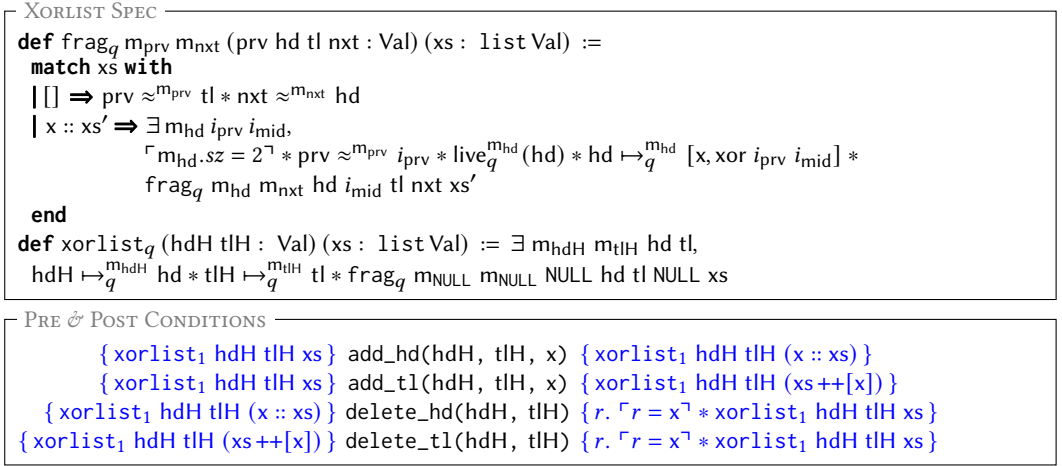 XORLIST SPEC
def frag_q m_prv m_nxt (prv hd tl nxt : Val) (xs : list Val) :=
match xs with
| [] ⇒ prv ≈^{m_prv} tl ∗ nxt ≈^{m_nxt} hd
| x :: xs′ ⇒ ∃ m_hd i_prv i_mid,
⌜m_hd.sz = 2⌝ ∗ prv ≈^{m_prv} i_prv ∗ live_q^{m_hd}(hd) ∗ hd ↦_q^{m_hd} [x, xor i_prv i_mid] ∗
frag_q m_hd m_nxt hd i_mid tl nxt xs′
end
def xorlist_q (hdH tlH : Val) (xs : list Val) := ∃ m_hdH m_tlH hd tl,
hdH ↦_q^{m_hdH} hd ∗ tlH ↦_q^{m_tlH} tl ∗ frag_q m_NULL m_NULL NULL hd tl NULL xs
PRE & POST CONDITIONS
{ xorlist_1 hdH tlH xs } add_hd(hdH, tlH, x) { xorlist_1 hdH tlH (x :: xs) }
{ xorlist_1 hdH tlH xs } add_tl(hdH, tlH, x) { xorlist_1 hdH tlH (xs ++[x]) }
{ xorlist_1 hdH tlH (x :: xs) } delete_hd(hdH, tlH) { r. ⌜r = x⌝ ∗ xorlist_1 hdH tlH xs }
{ xorlist_1 hdH tlH (xs ++[x]) } delete_tl(hdH, tlH) { r. ⌜r = x⌝ ∗ xorlist_1 hdH tlH xs }